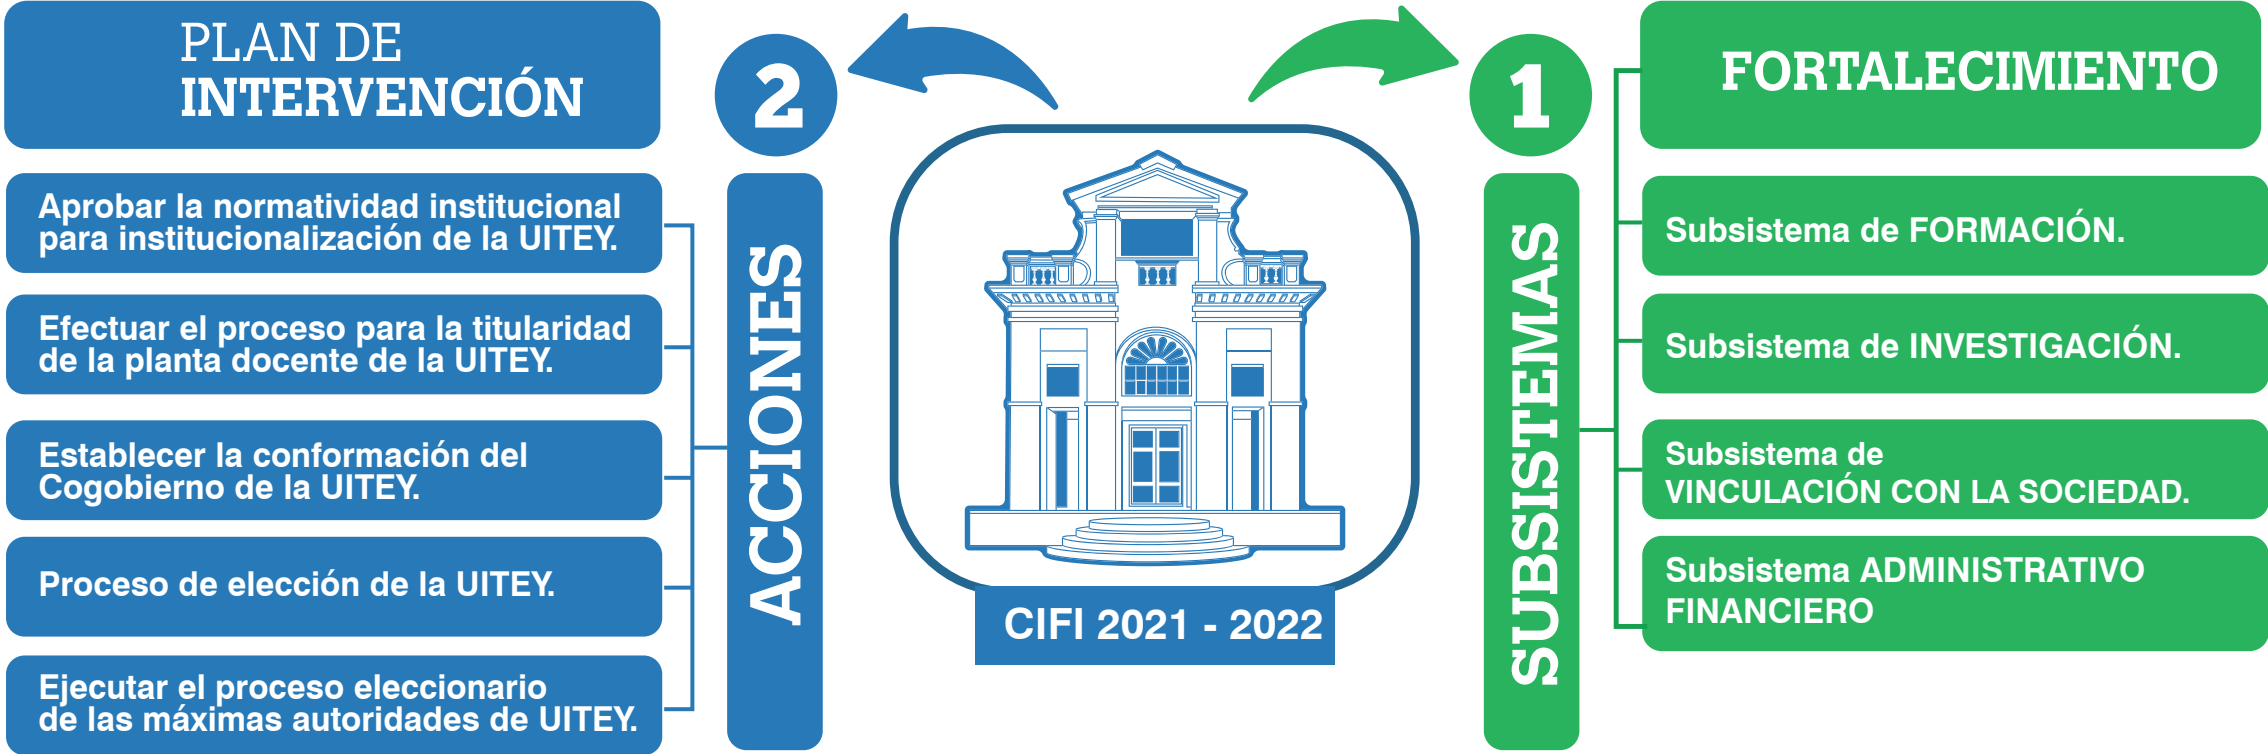 PLAN DE
INTERVENCIÓN
2
ACCIONES
Aprobar la normatividad institucional
para institucionalización de la UITEY.
Efectuar el proceso para la titularidad
de la planta docente de la UITEY.
Establecer la conformación del
Cogobierno de la UITEY.
Proceso de elección de la UITEY.
Ejecutar el proceso eleccionario
de las máximas autoridades de UITEY.
CIFI 2021 - 2022
1
FORTALECIMIENTO
SUBSISTEMAS
Subsistema de FORMACIÓN.
Subsistema de INVESTIGACIÓN.
Subsistema de
VINCULACIÓN CON LA SOCIEDAD.
Subsistema ADMINISTRATIVO
FINANCIERO